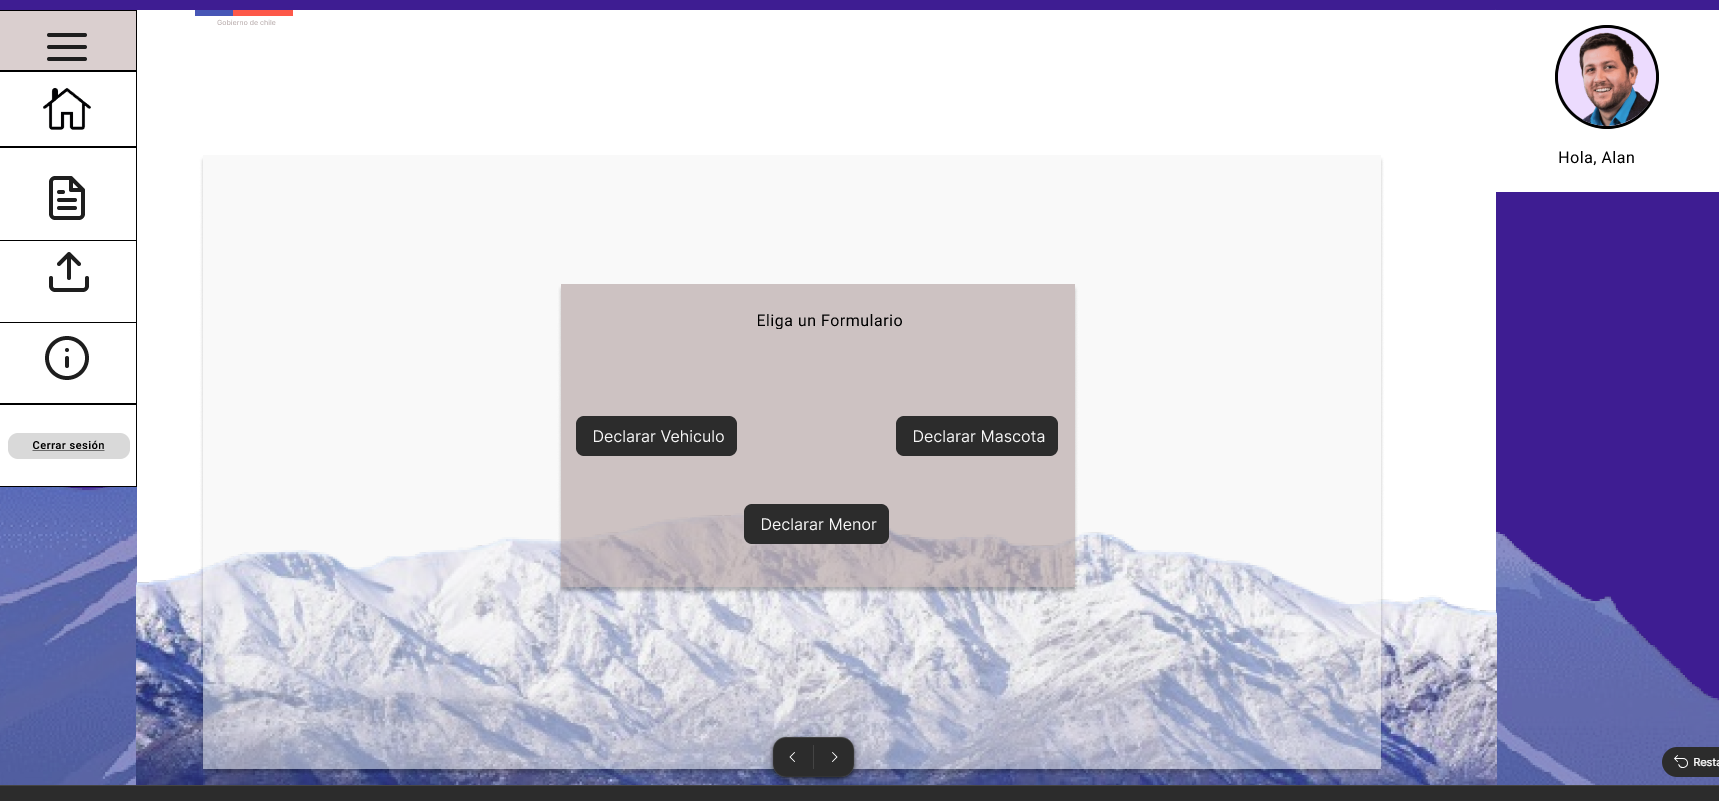 Gobierno de chile
Hola, Alan
Eliga un Formulario
Declarar Vehiculo
Declarar Mascota
Declarar Menor
Cerrar sesión
Resta